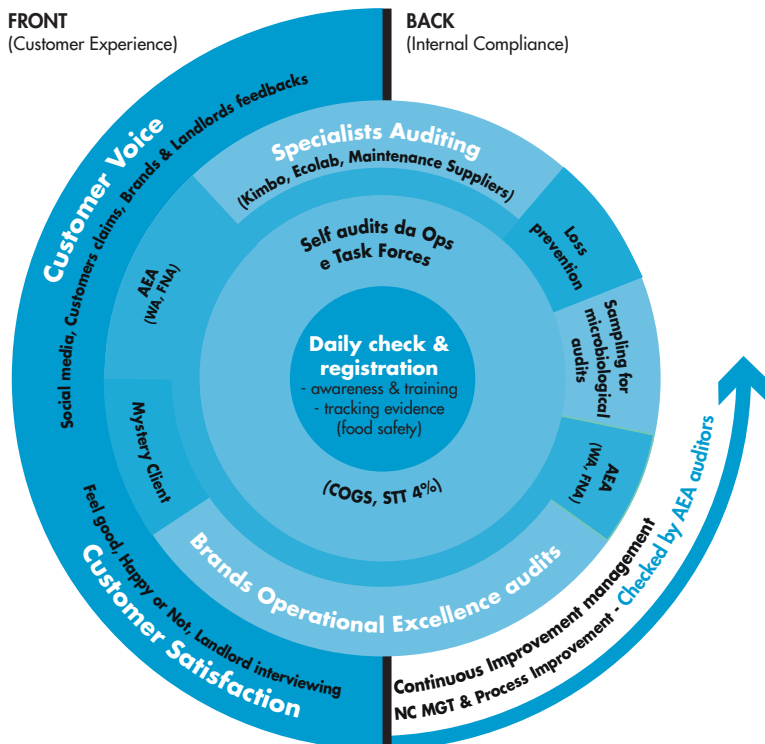 FRONT
(Customer Experience)
BACK
(Internal Compliance)
Customer Voice
Social media, Customers claims, Brands & Landlords feedbacks
Specialists Auditing
(Kimbo, Ecolab, Maintenance Suppliers)
Loss
prevention
Sampling for
microbiological
audits
AEA
(WA, FNA)
AEA
(WA, FNA)
Mystery Client
Self audits da Ops
e Task Forces
Daily check &
registration
- awareness & training
- tracking evidence
(food safety)
(COGS, STT 4%)
Brands Operational Excellence audits
Feel good, Happy or Not, Landlord interviewing
Customer Satisfaction
Continuous Improvement management
NC MGT & Process Improvement - Checked by AEA auditors